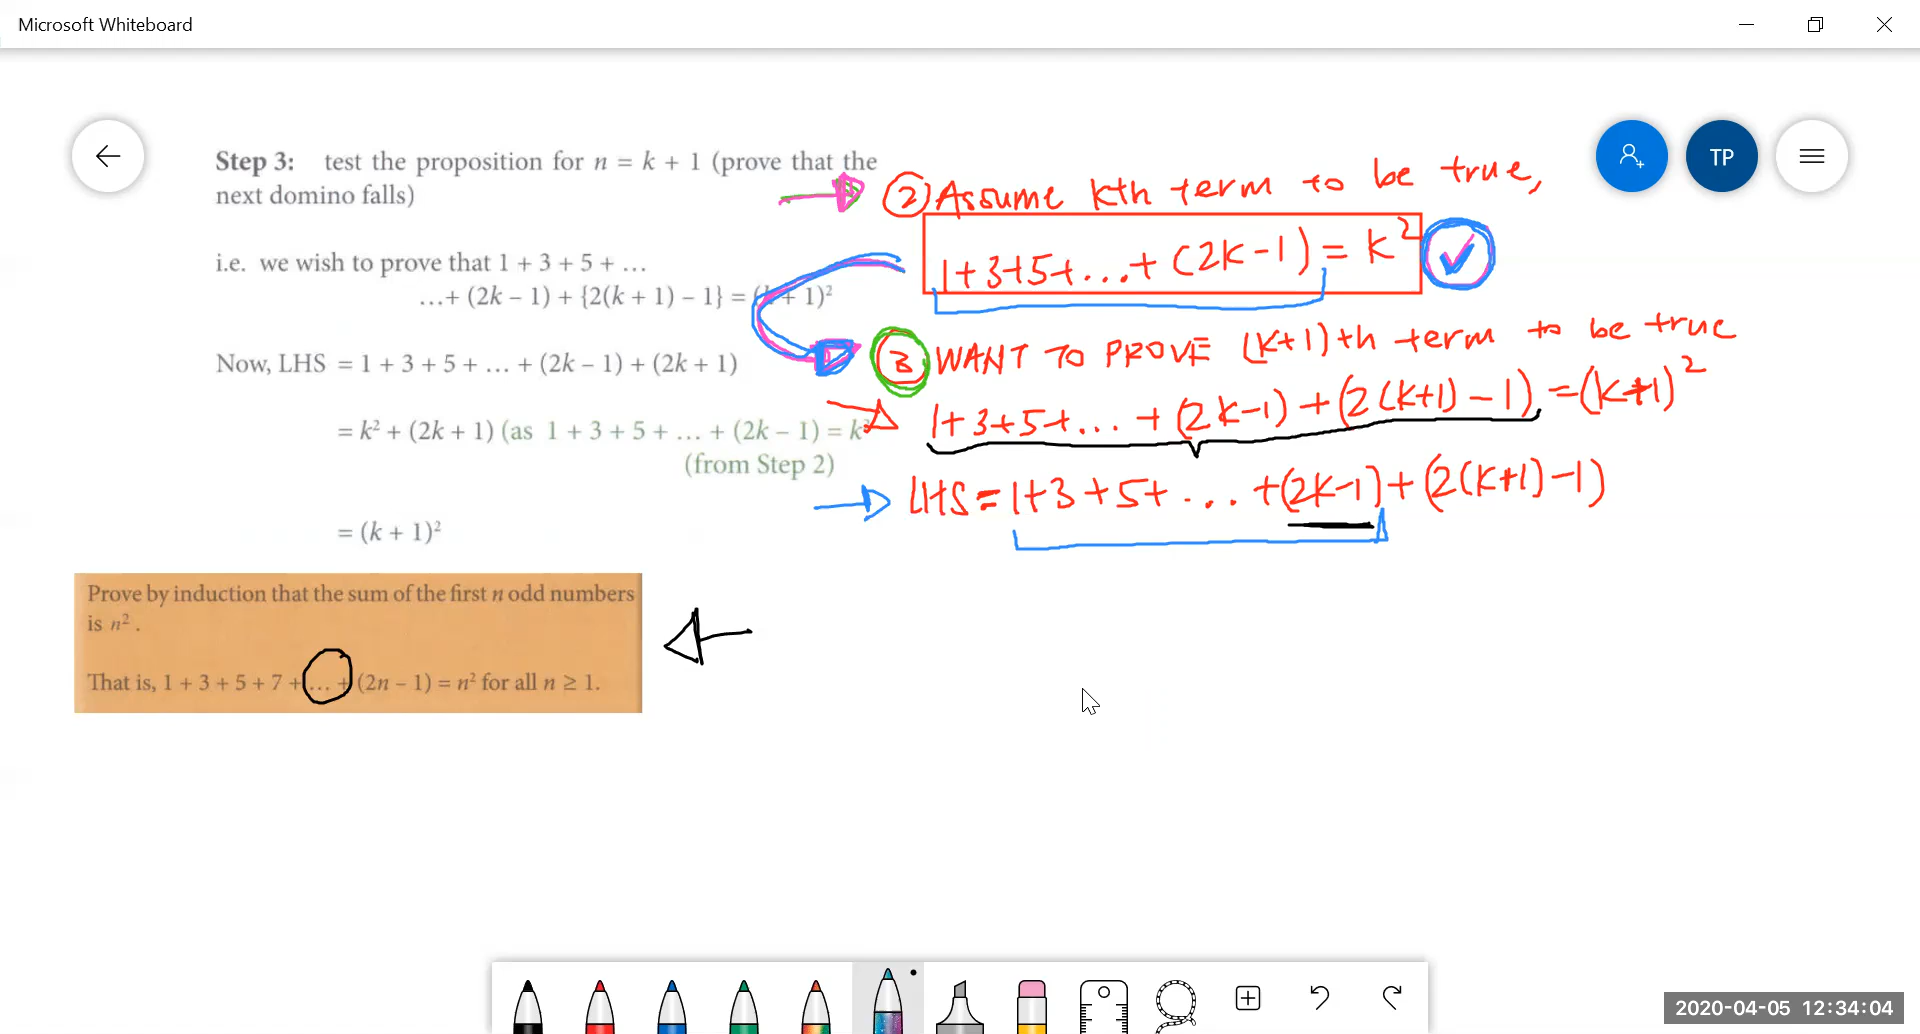 Microsoft Whiteboard
TP
Step 3: test the proposition for n = k + 1 (prove that the
next domino falls)
i.e. we wish to prove that 1 + 3 + 5 + …
…+ (2k – 1) + {2(k + 1) – 1} = (k + 1)²
Now, LHS = 1 + 3 + 5 + … + (2k – 1) + (2k + 1)
= k² + (2k + 1) (as 1 + 3 + 5 + … + (2k – 1) = k²
(from Step 2)
= (k + 1)²
Prove by induction that the sum of the first n odd numbers
is n² .
That is, 1 + 3 + 5 + 7 + … + (2n – 1) = n² for all n ≥ 1.
② Assume kth term to be true,
1+3+5+...+ (2k-1) = k²
③ WANT TO PROVE (k+1)th term to be true
1+3+5+... + (2k-1) + (2(k+1) - 1) = (k+1)²
LHS = 1+3+5+ ... +(2k-1)+(2(k+1)-1)
2020-04-05 12:34:04